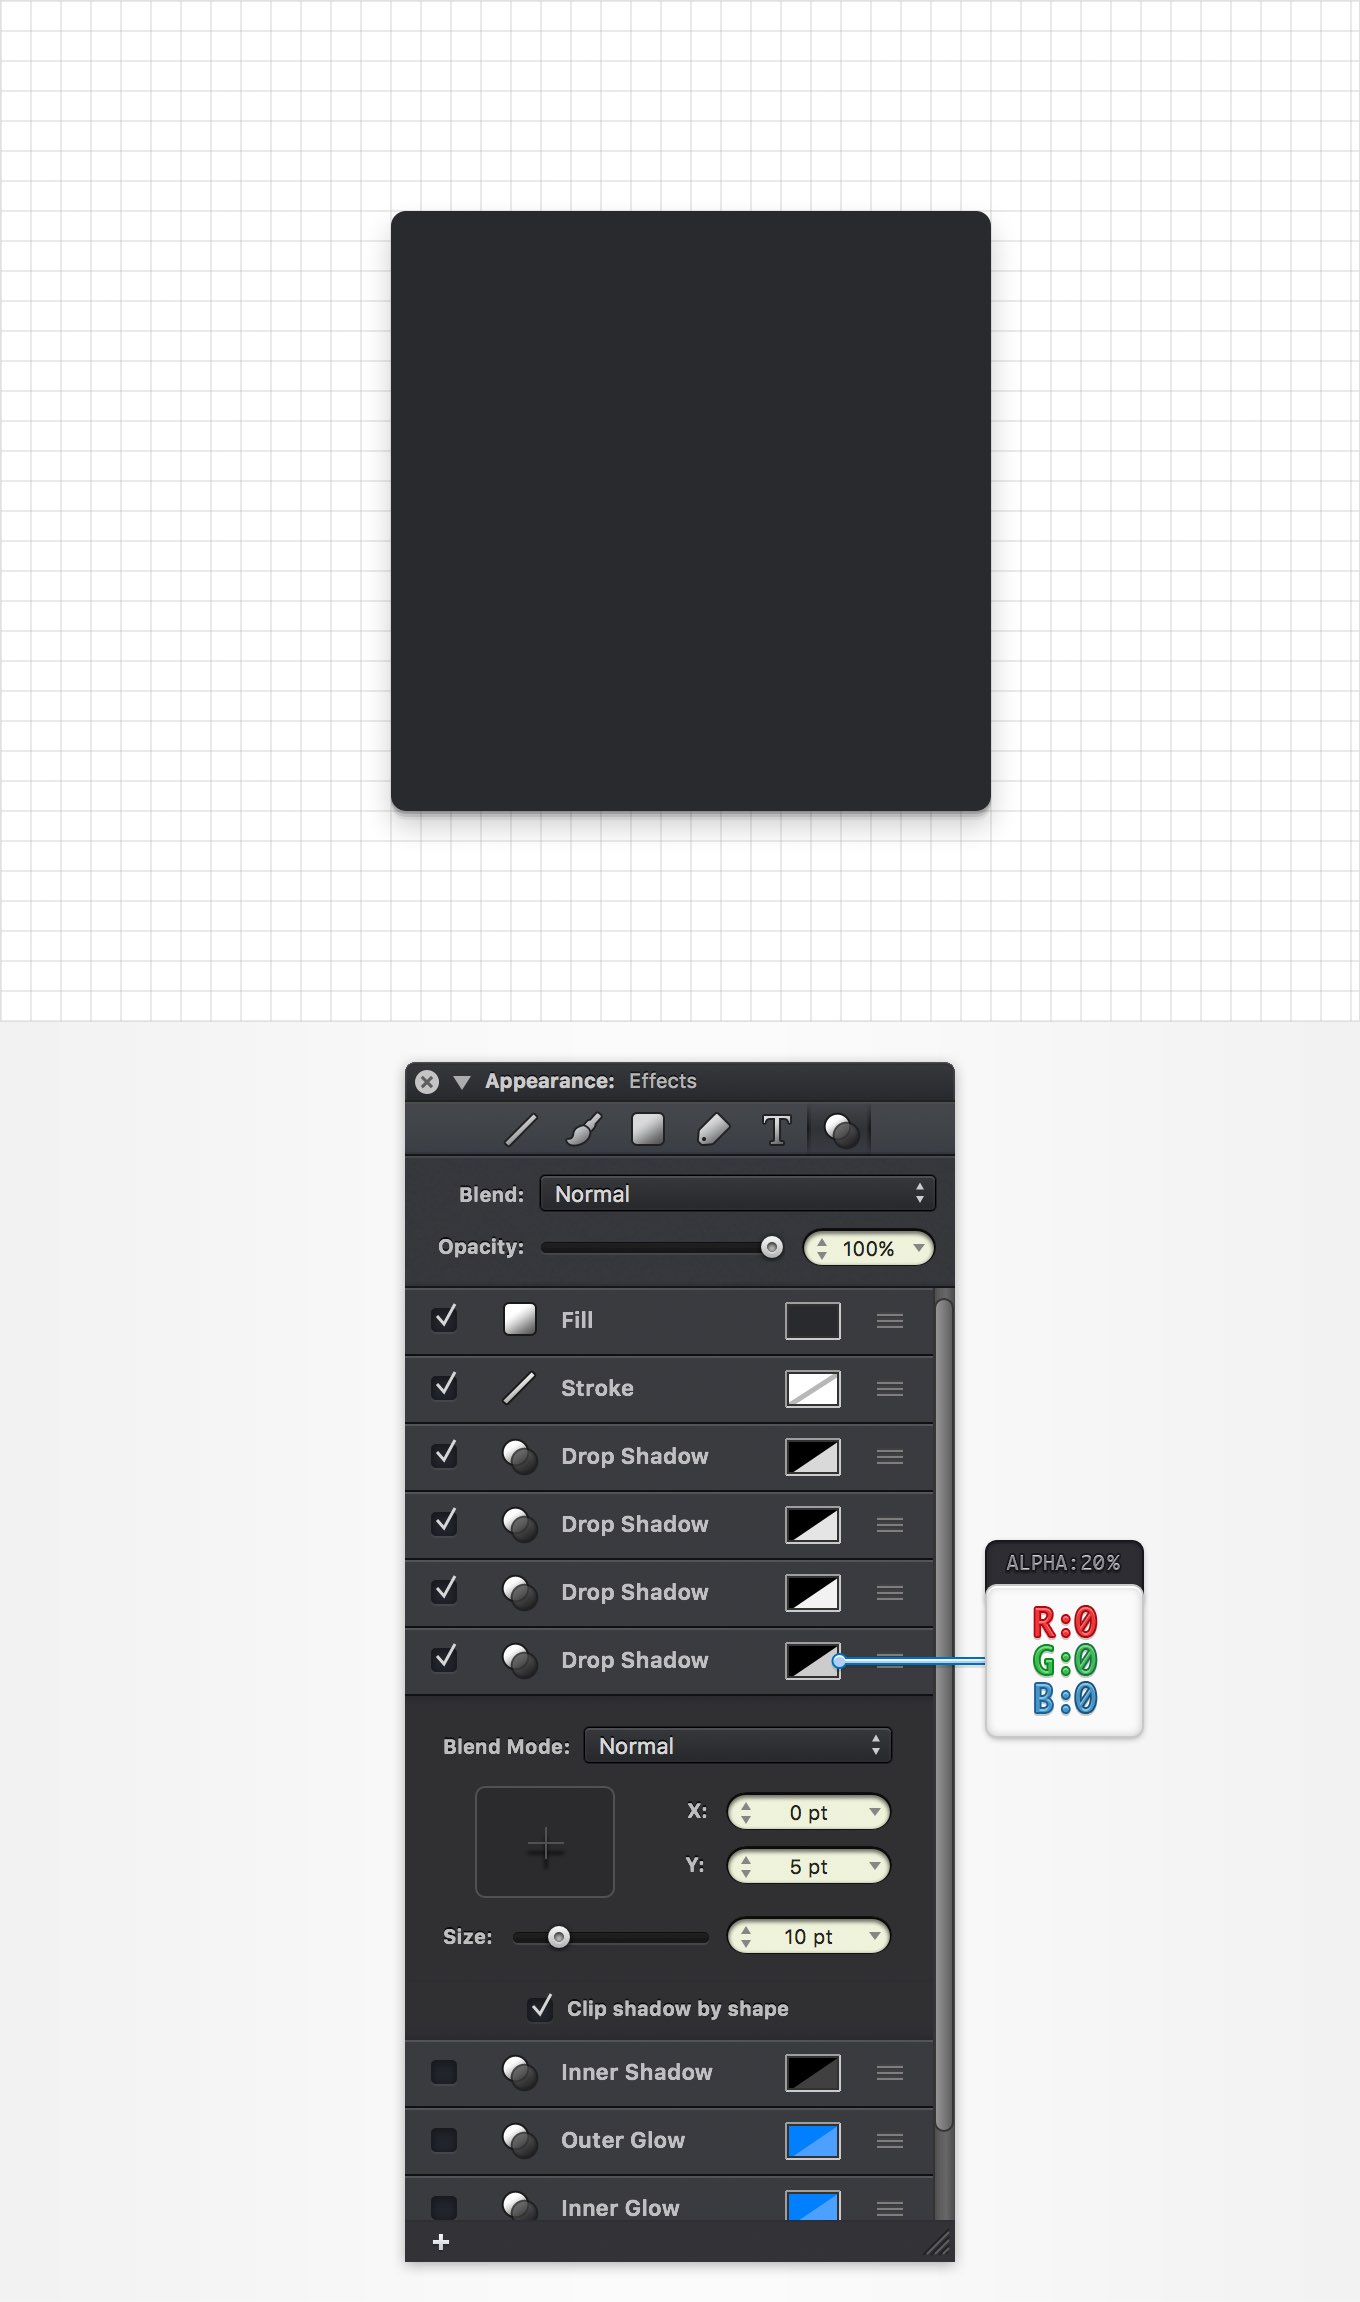 Appearance: Effects
Blend: Normal
Opacity: 100%
Fill
Stroke
Drop Shadow
Drop Shadow
Drop Shadow
Drop Shadow
ALPHA:20%
R:0
G:0
B:0
Blend Mode: Normal
X: 0 pt
Y: 5 pt
Size: 10 pt
Clip shadow by shape
Inner Shadow
Outer Glow
Inner Glow